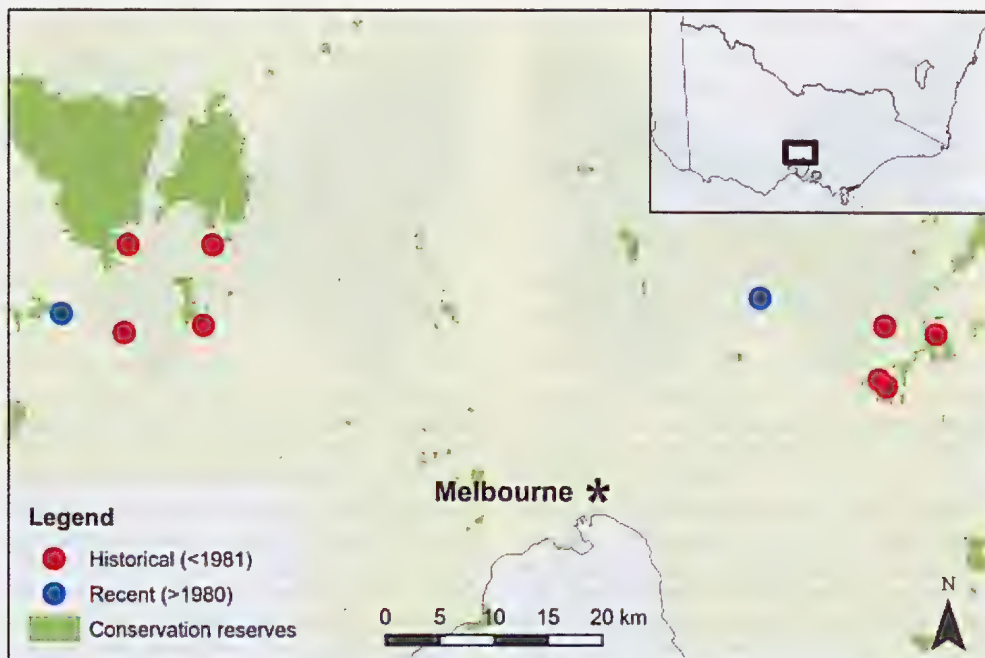 Melbourne *
Legend
Historical (<1981)
Recent (>1980)
Conservation reserves
0 5 10 15 20 km
N